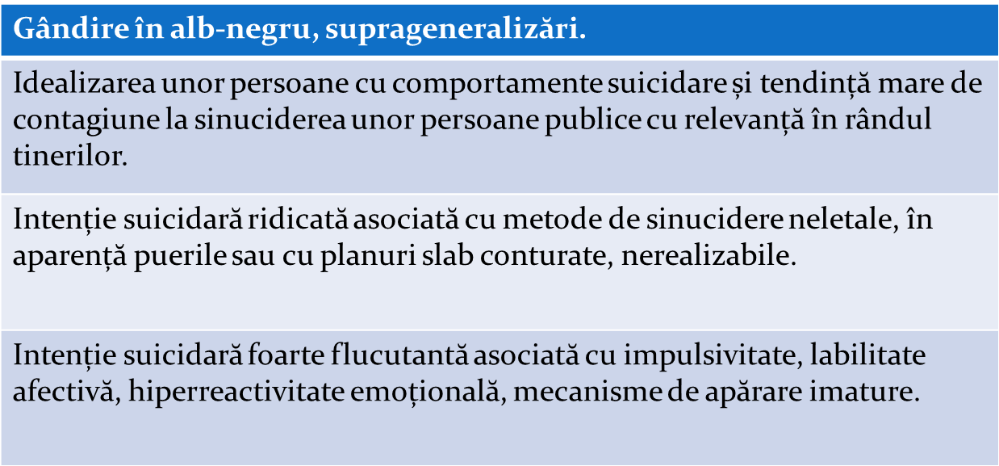 Gândire în alb-negru, suprageneralizări.
Idealizarea unor persoane cu comportamente suicidare și tendință mare de
contagiune la sinuciderea unor persoane publice cu relevanță în rândul
tinerilor.
Intenție suicidară ridicată asociată cu metode de sinucidere neletale, în
aparență puerile sau cu planuri slab conturate, nerealizabile.
Intenție suicidară foarte flucutantă asociată cu impulsivitate, labilitate
afectivă, hiperreactivitate emoțională, mecanisme de apărare imature.